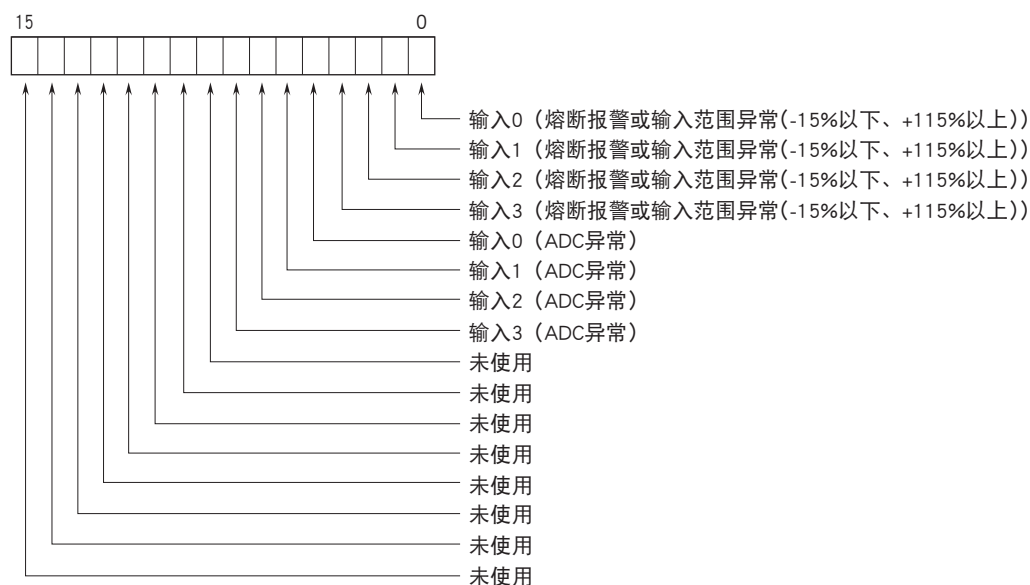 15 0
输入0（熔断报警或输入范围异常(-15%以下、+115%以上)）
输入1（熔断报警或输入范围异常(-15%以下、+115%以上)）
输入2（熔断报警或输入范围异常(-15%以下、+115%以上)）
输入3（熔断报警或输入范围异常(-15%以下、+115%以上)）
输入0（ADC异常）
输入1（ADC异常）
输入2（ADC异常）
输入3（ADC异常）
未使用
未使用
未使用
未使用
未使用
未使用
未使用
未使用